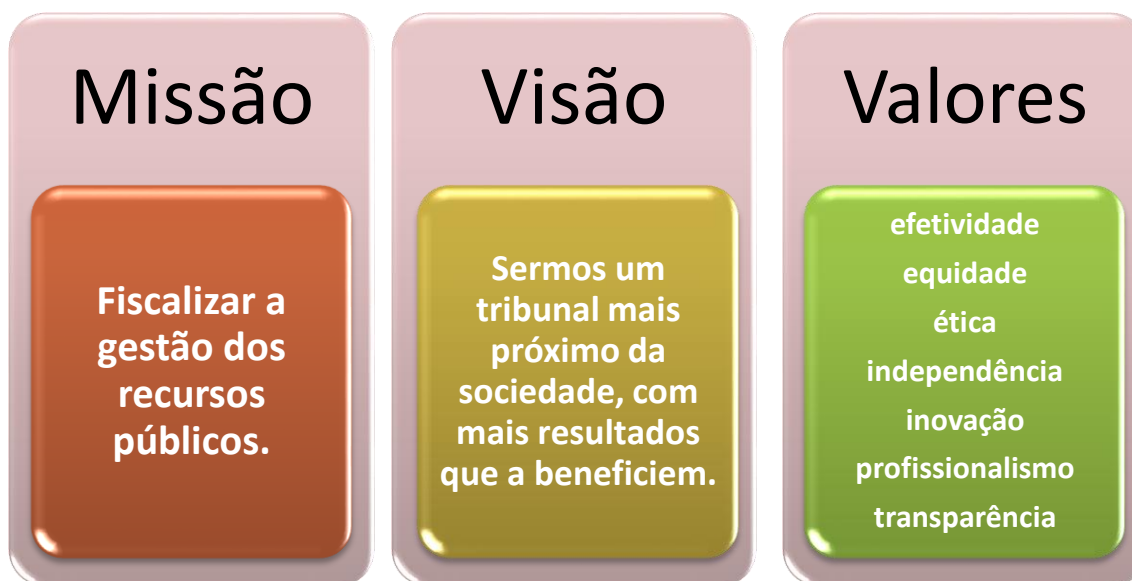 Missão
Fiscalizar a
gestão dos
recursos
públicos.
Visão
Sermos um
tribunal mais
próximo da
sociedade, com
mais resultados
que a beneficiem.
Valores
efetividade
equidade
ética
independência
inovação
profissionalismo
transparência